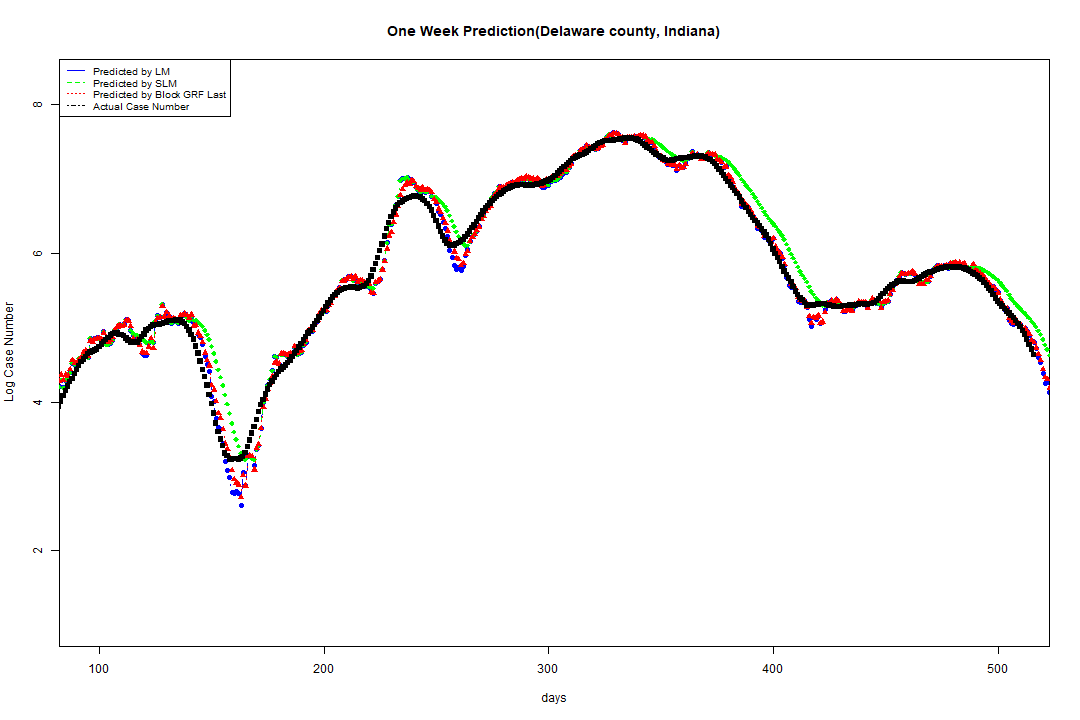 One Week Prediction(Delaware county, Indiana)
Predicted by LM
Predicted by SLM
Predicted by Block GRF Last
Actual Case Number
8
6
4
2
Log Case Number
100 200 300 400 500
days